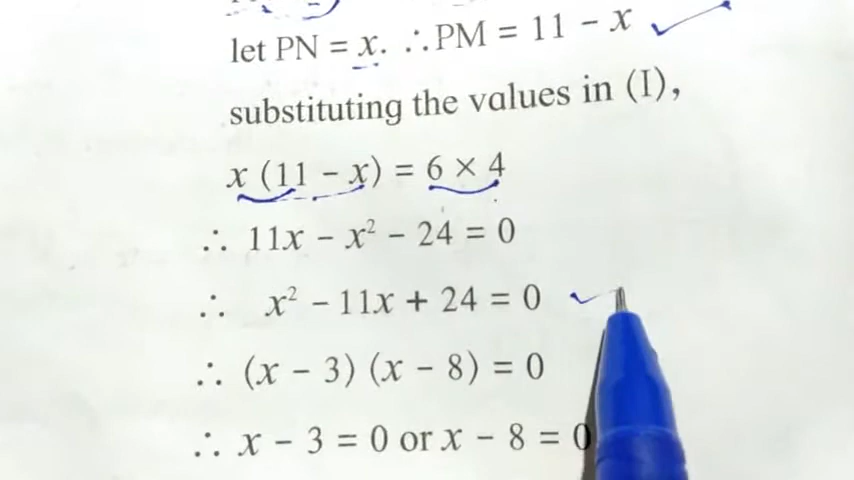 let PN = x. ∴PM = 11 − x
substituting the values in (I),
x (11 − x) = 6 × 4
∴ 11x − x² − 24 = 0
∴ x² − 11x + 24 = 0
∴ (x − 3) (x − 8) = 0
∴ x − 3 = 0 or x − 8 = 0